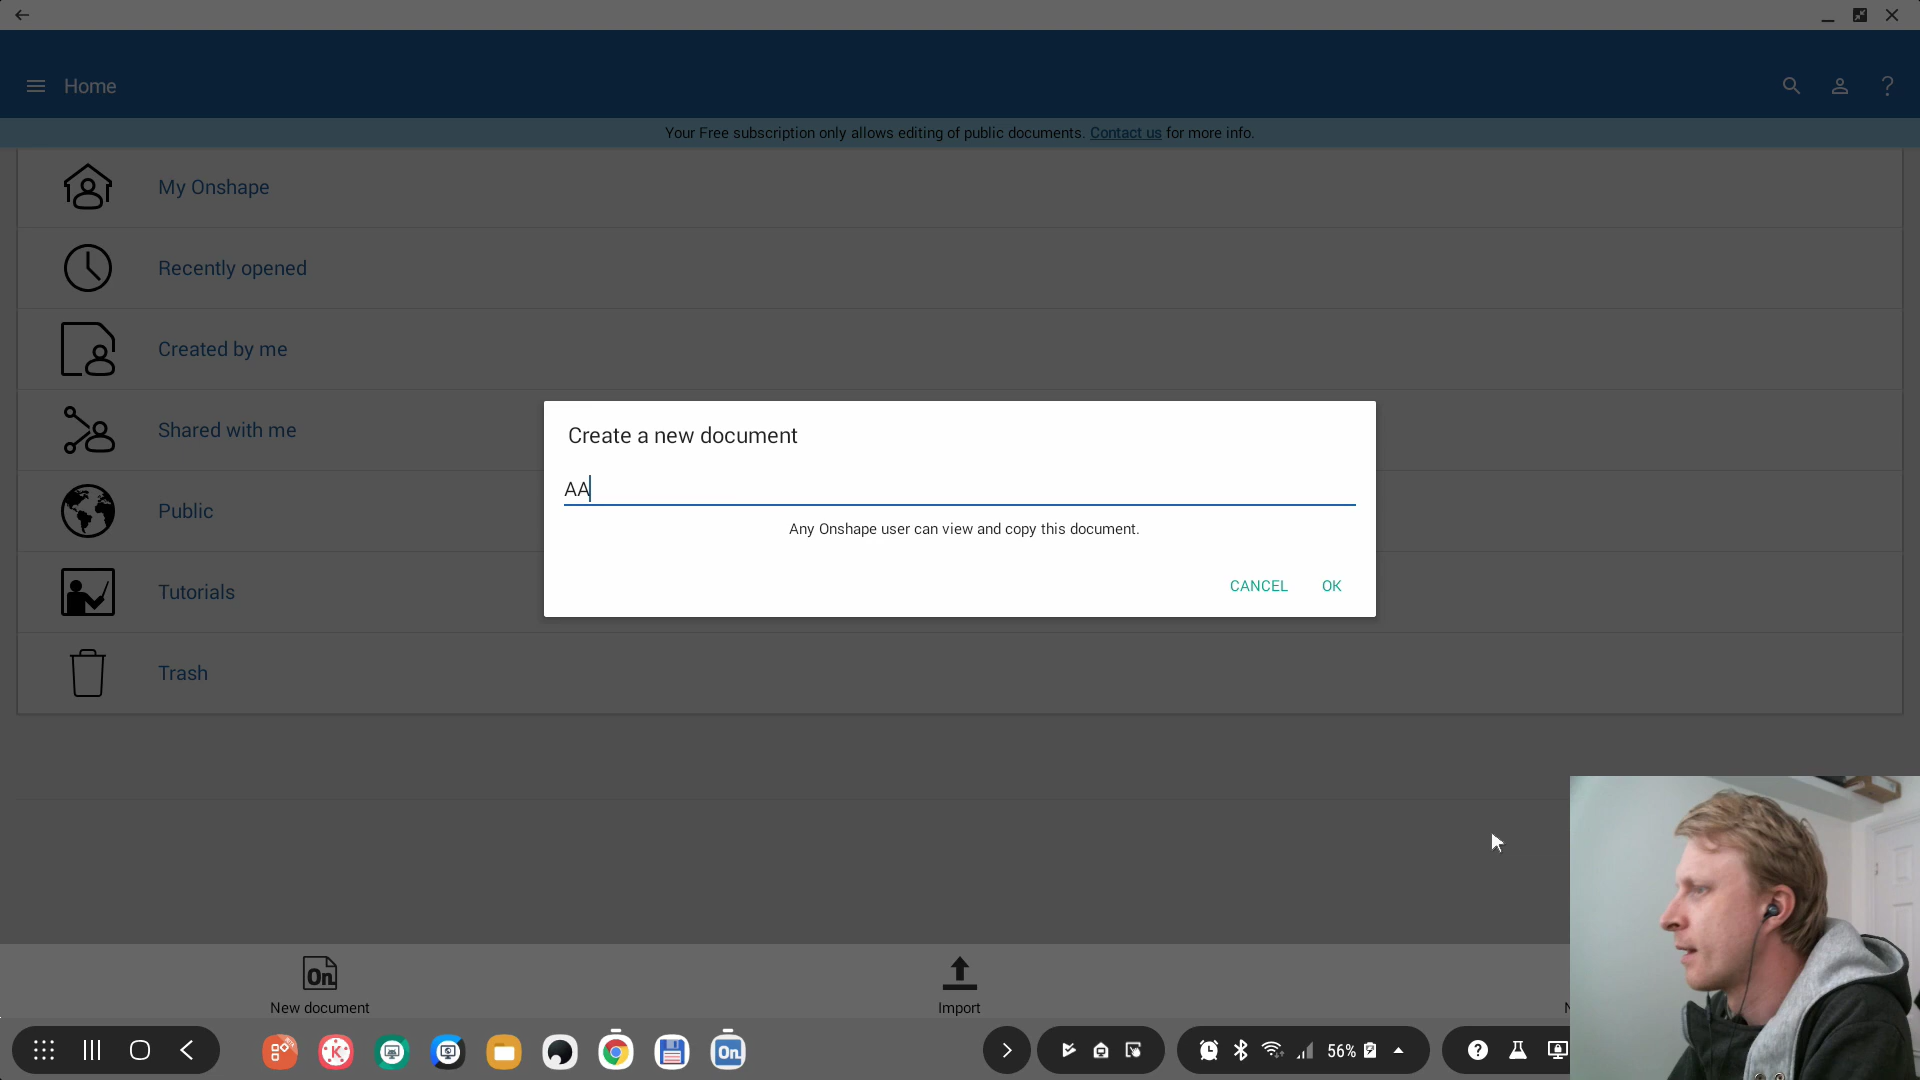 Home
Your Free subscription only allows editing of public documents. Contact us for more info.
My Onshape
Recently opened
Created by me
Shared with me
Public
Tutorials
Trash
Create a new document
AA
Any Onshape user can view and copy this document.
CANCEL OK
On
New document
Import
K
On
56%